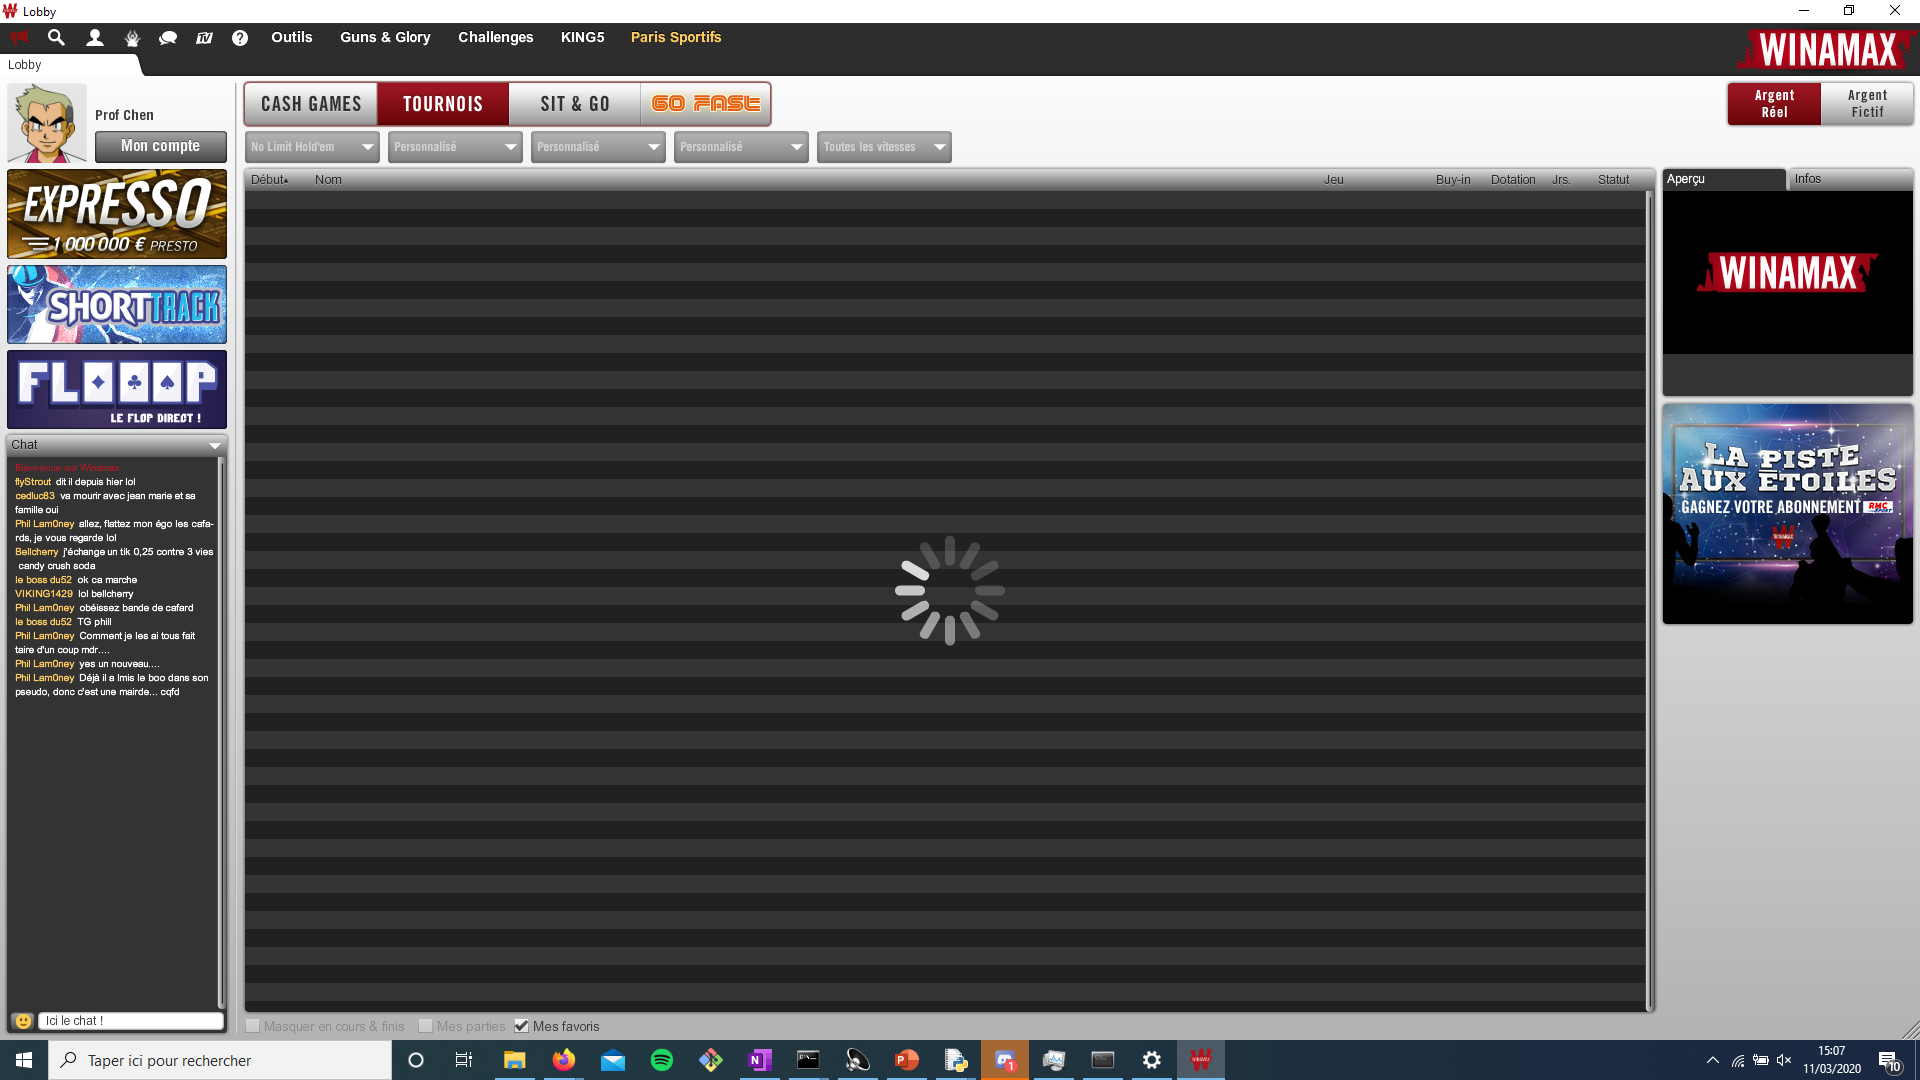 Lobby
Outils Guns & Glory Challenges KING5 Paris Sportifs
WINAMAX
Lobby
Prof Chen
Mon compte
CASH GAMES TOURNOIS SIT & GO GO FAST
Argent Réel
Argent Fictif
No Limit Hold'em Personnalisé Personnalisé Personnalisé Toutes les vitesses
EXPRESSO
1 000 000 € PRESTO
SHORTTRACK
FLOOOP
LE FLOP DIRECT !
Début Nom Jeu Buy-in Dotation Jrs. Statut
Aperçu Infos
WINAMAX
LA PISTE
AUX ÉTOILES
GAGNEZ VOTRE ABONNEMENT RMC
WINAMAX
Chat
Bienvenue sur Winamax
flyStrout dit il depuis hier lol
cedluc83 va mourir avec jean marie et sa
famille oui
Phil Lam0ney allez, flattez mon égo les cafa-
rds, je vous regarde lol
Bellcherry j'échange un tik 0,25 contre 3 vies
candy crush soda
le boss du52 ok ca marche
VIKING1429 lol bellcherry
Phil Lam0ney obéissez bande de cafard
le boss du52 TG phill
Phil Lam0ney Comment je les ai tous fait
taire d'un coup mdr....
Phil Lam0ney yes un nouveau....
Phil Lam0ney Déjà il a lmis le boo dans son
pseudo, donc c'est une mairde... cqfd
Ici le chat !
Masquer en cours & finis Mes parties Mes favoris
Taper ici pour rechercher
15:07
11/03/2020
10